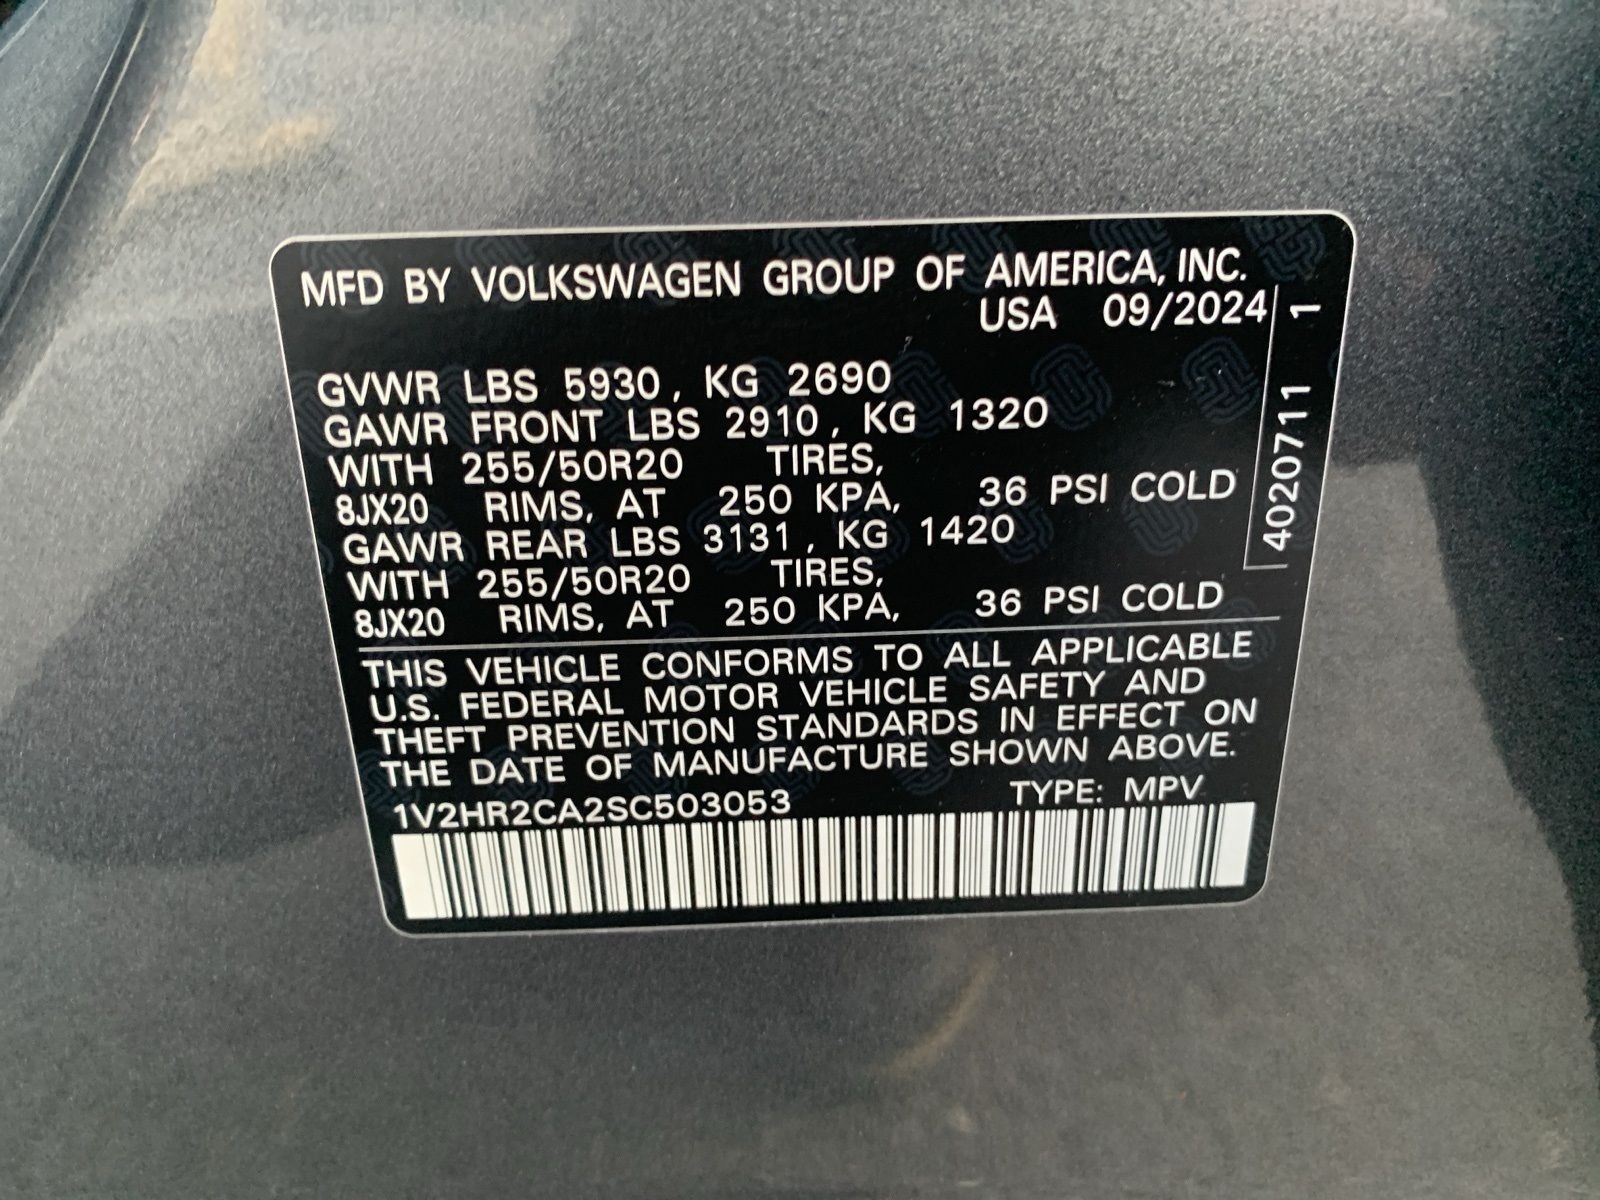 MFD BY VOLKSWAGEN GROUP OF AMERICA, INC.
USA 09/2024
GVWR LBS 5930, KG 2690
GAWR FRONT LBS 2910, KG 1320
WITH 255/50R20 TIRES,
8JX20 RIMS, AT 250 KPA, 36 PSI COLD
GAWR REAR LBS 3131, KG 1420
WITH 255/50R20 TIRES,
8JX20 RIMS, AT 250 KPA, 36 PSI COLD
THIS VEHICLE CONFORMS TO ALL APPLICABLE
U.S. FEDERAL MOTOR VEHICLE SAFETY AND
THEFT PREVENTION STANDARDS IN EFFECT ON
THE DATE OF MANUFACTURE SHOWN ABOVE.
1V2HR2CA2SC503053 TYPE: MPV
4020711 1